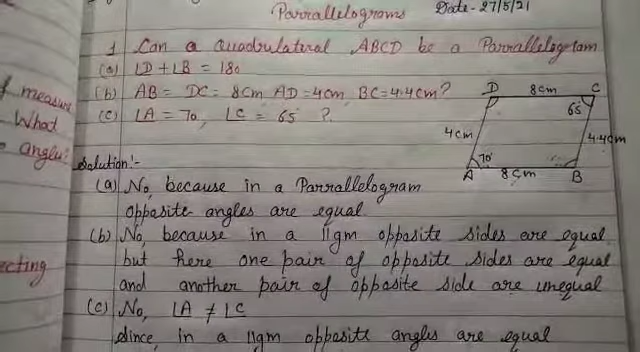 Parrallelograms
Date - 27/5/21
1 Can a quadrulatural ABCD be a Parrallelogram
(a) ∠D + ∠B = 180
(b) AB = DC = 8cm AD = 4cm BC = 4.4cm ?
(c) ∠A = 70, ∠C = 65 ?
D 8cm C
65
4cm
4.4cm
70
A 8cm B
measure
What
angle?
ecting
Solution:-
(a) No, because in a Parrallelogram
opposite angles are equal
(b) No, because in a 11gm opposite sides are equal
but here one pair of opposite sides are equal
and another pair of opposite side are unequal
(c) No, ∠A ≠ ∠C
Since, in a 11gm opposite angles are equal